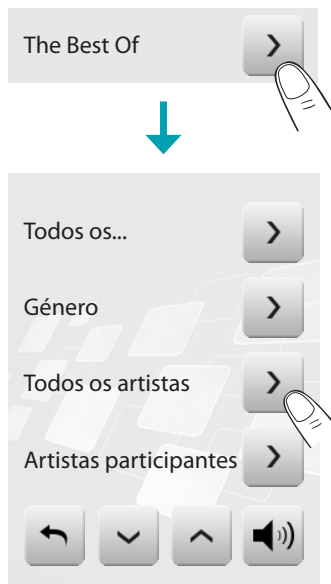 The Best Of
Todos os...
Género
Todos os artistas
Artistas participantes